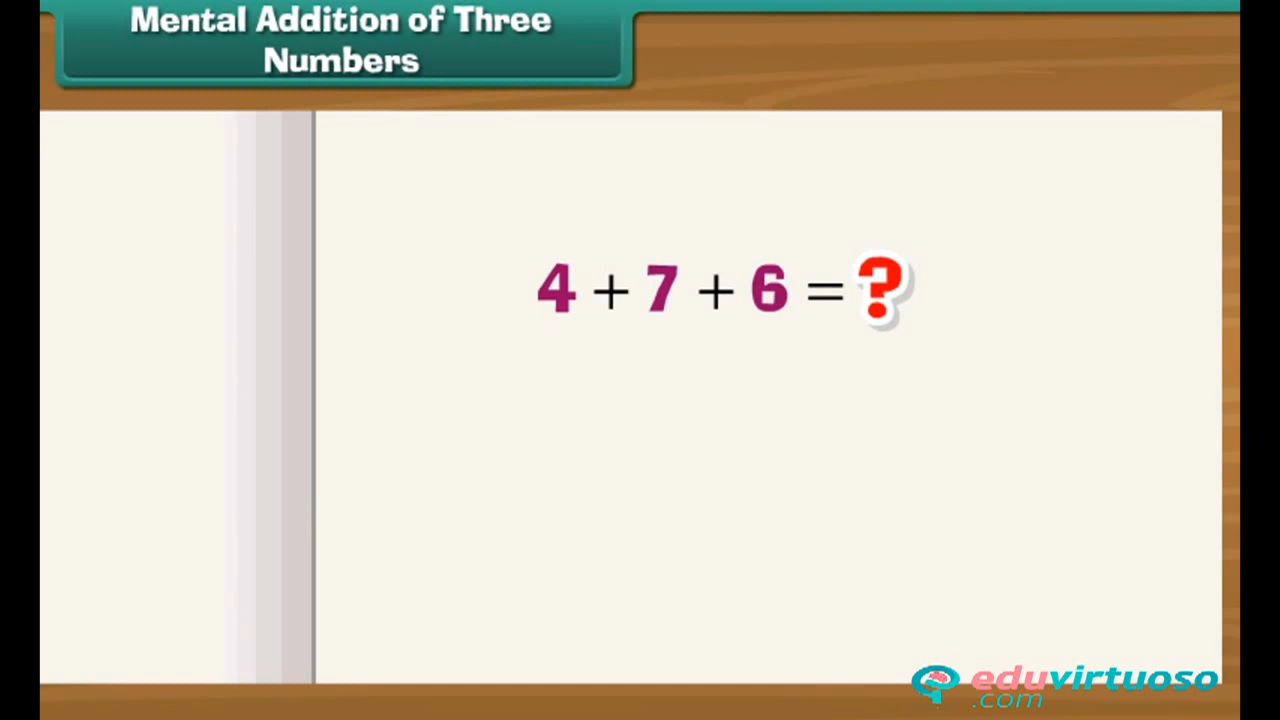 Mental Addition of Three
Numbers
4 + 7 + 6 = ?
eduvirtuoso
.com